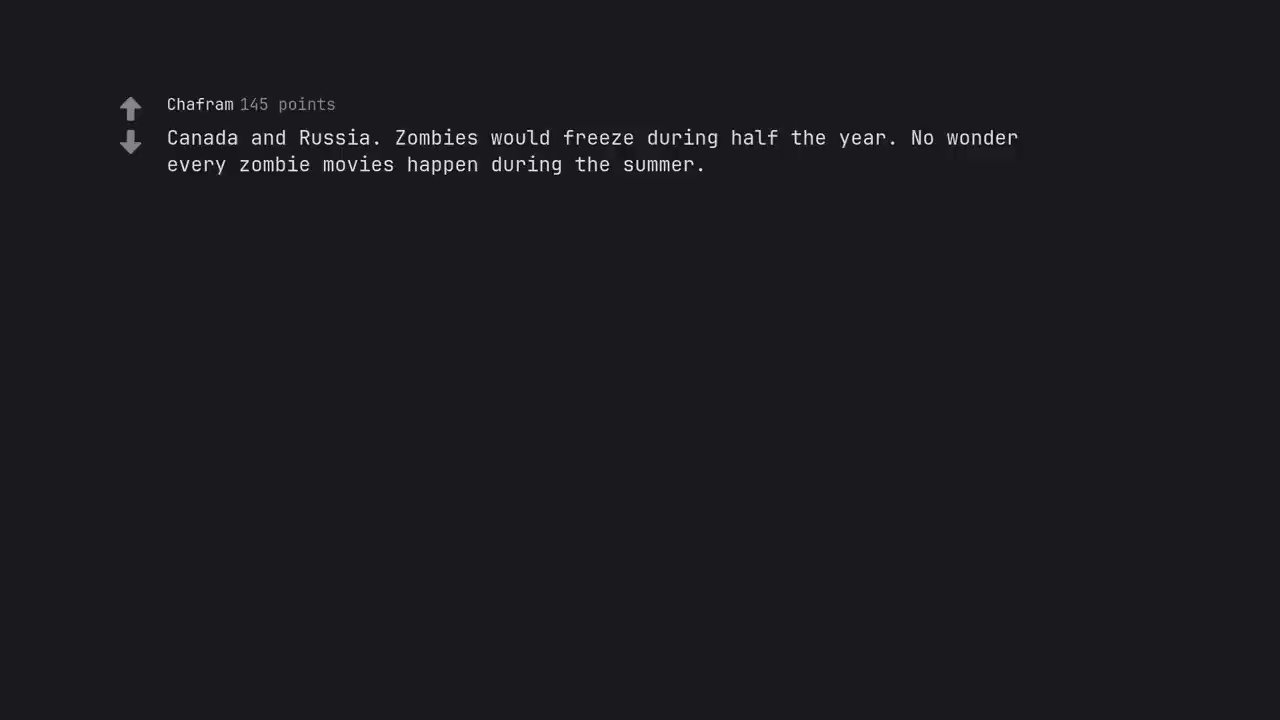 Chafram 145 points
Canada and Russia. Zombies would freeze during half the year. No wonder
every zombie movies happen during the summer.